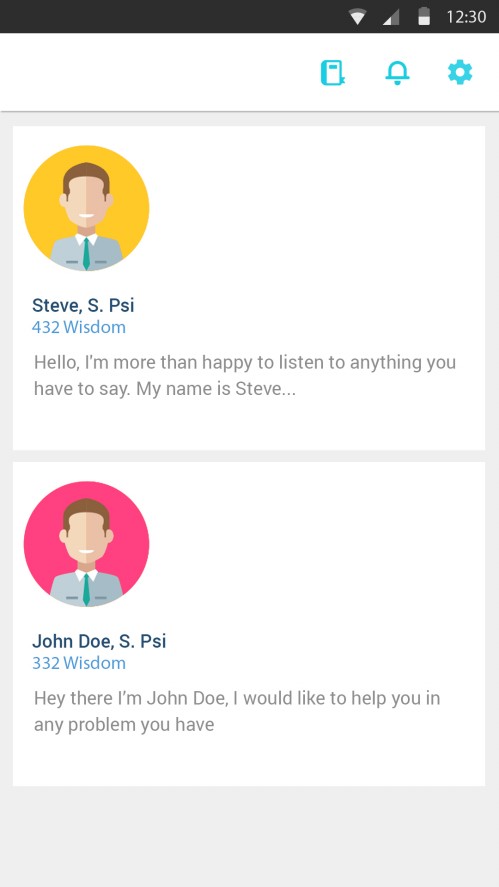 12:30
Steve, S. Psi
432 Wisdom
Hello, I'm more than happy to listen to anything you
have to say. My name is Steve...
John Doe, S. Psi
332 Wisdom
Hey there I'm John Doe, I would like to help you in
any problem you have